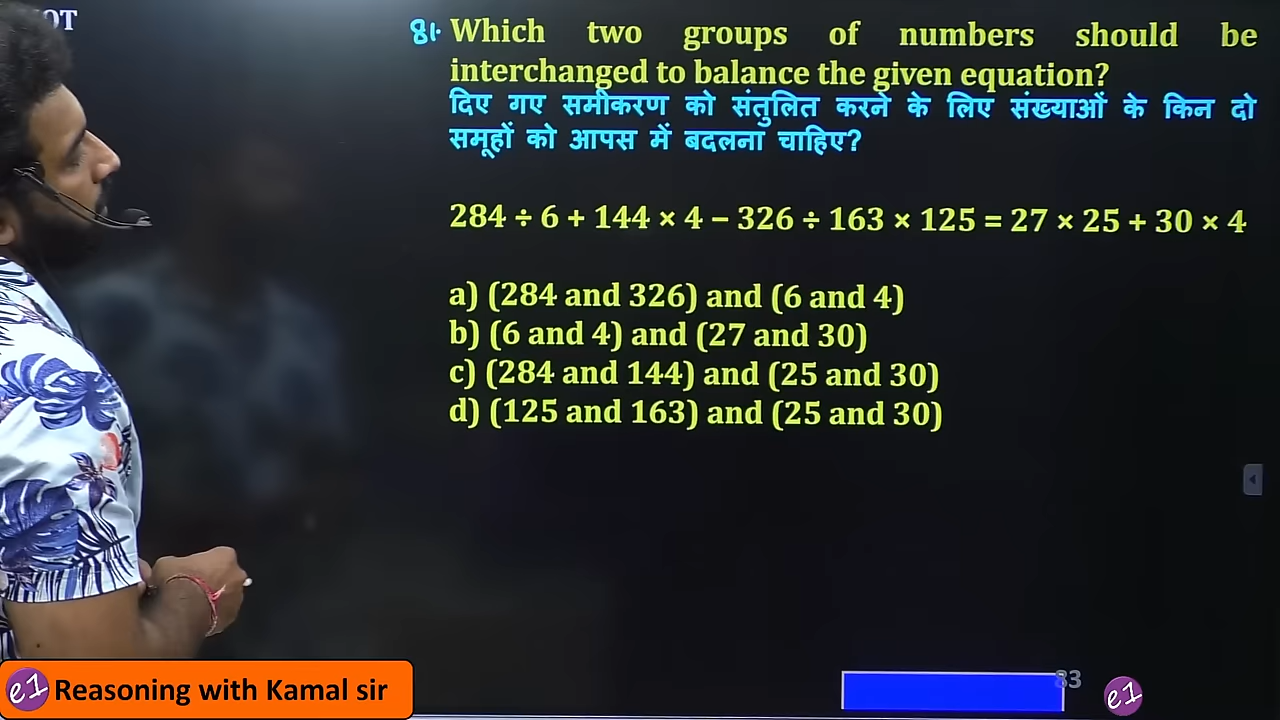 OT
81. Which two groups of numbers should be
interchanged to balance the given equation?
दिए गए समीकरण को संतुलित करने के लिए संख्याओं के किन दो
समूहों को आपस में बदलना चाहिए?
284 ÷ 6 + 144 × 4 – 326 ÷ 163 × 125 = 27 × 25 + 30 × 4
a) (284 and 326) and (6 and 4)
b) (6 and 4) and (27 and 30)
c) (284 and 144) and (25 and 30)
d) (125 and 163) and (25 and 30)
83
e1
e1 Reasoning with Kamal sir